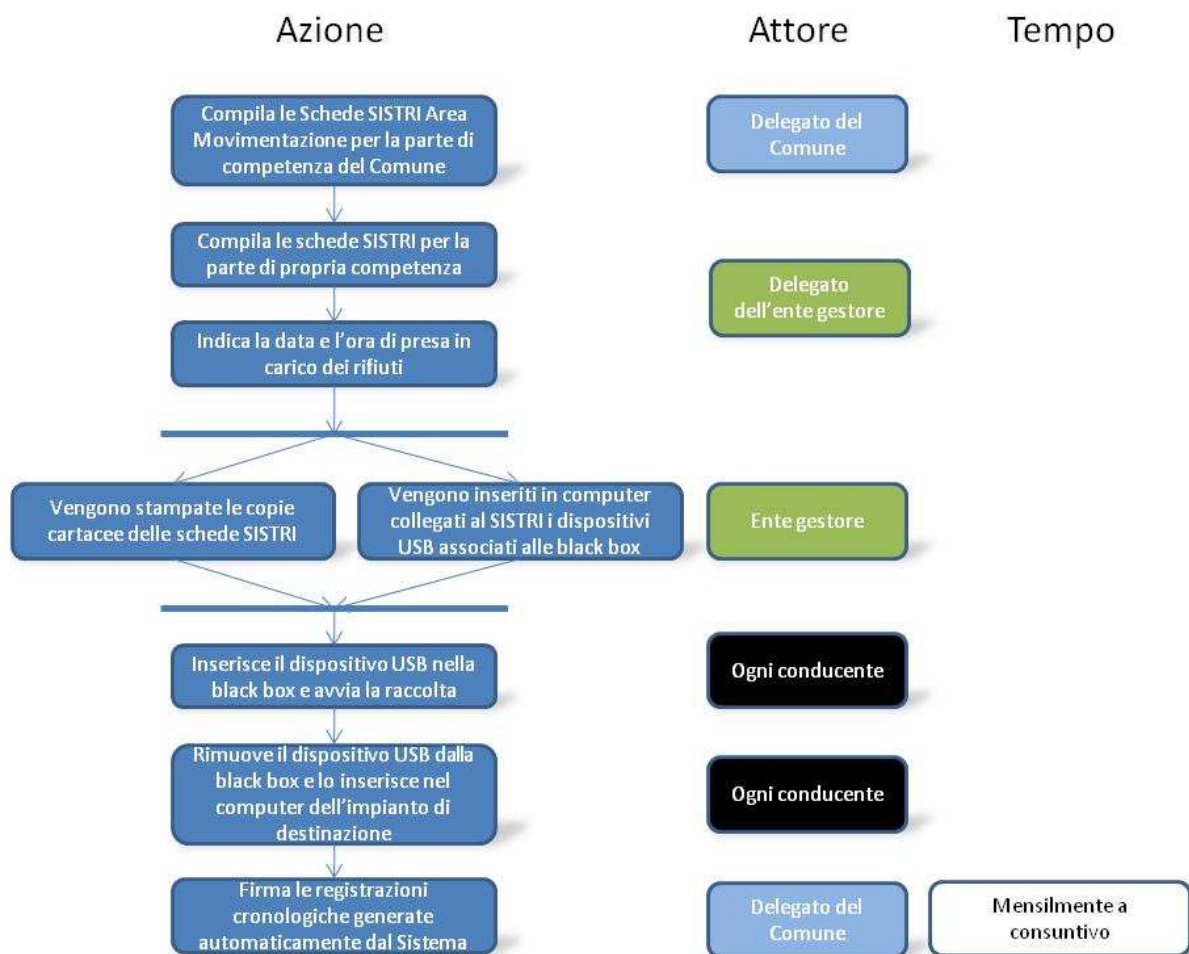 Azione
Attore
Tempo
Compila le Schede SISTRI Area
Movimentazione per la parte di
competenza del Comune
Delegato del
Comune
Compila le schede SISTRI per la
parte di propria competenza
Delegato
dell’ente gestore
Indica la data e l’ora di presa in
carico dei rifiuti
Vengono stampate le copie
cartacee delle schede SISTRI
Vengono inseriti in computer
collegati al SISTRI i dispositivi
USB associati alle black box
Ente gestore
Inserisce il dispositivo USB nella
black box e avvia la raccolta
Ogni conducente
Rimuove il dispositivo USB dalla
black box e lo inserisce nel
computer dell’impianto di
destinazione
Ogni conducente
Firma le registrazioni
cronologiche generate
automaticamente dal Sistema
Delegato del
Comune
Mensilmente a
consuntivo